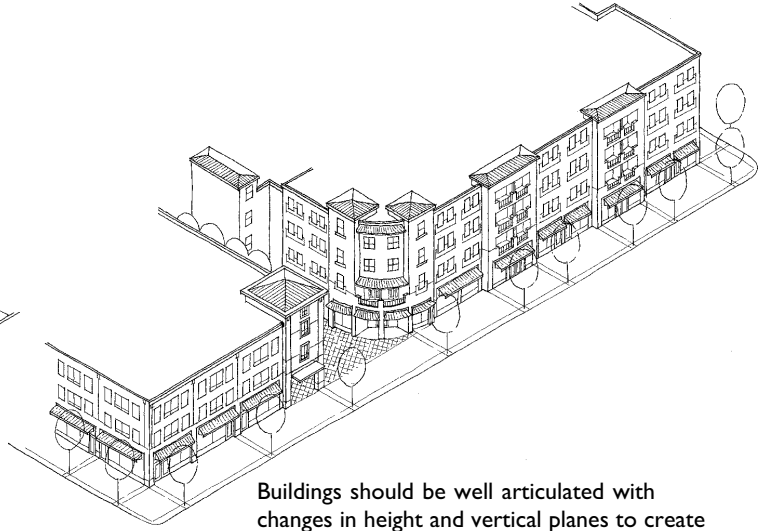 Buildings should be well articulated with
changes in height and vertical planes to create